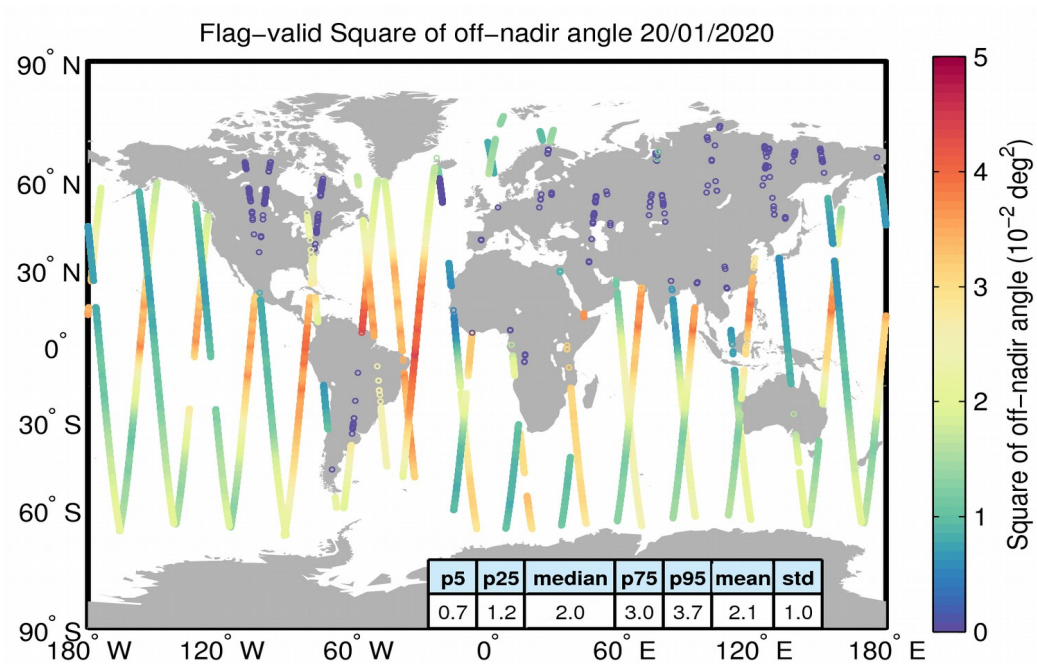 Flag−valid Square of off−nadir angle 20/01/2020
90° N
60° N
30° N
0°
30° S
60° S
90° S
180° W
120° W
60° W
0°
60° E
120° E
180° E
p5 p25 median p75 p95 mean std
0.7 1.2 2.0 3.0 3.7 2.1 1.0
5
4
3
2
1
0
Square of off−nadir angle (10⁻² deg²)